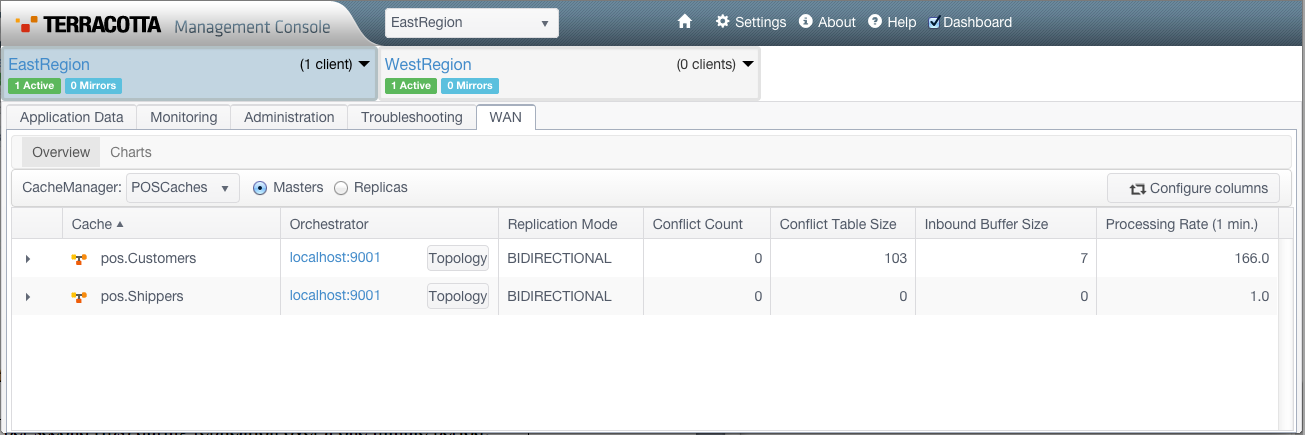 TERRACOTTA Management Console EastRegion Settings About Help Dashboard
EastRegion (1 client) WestRegion (0 clients)
1 Active 0 Mirrors 1 Active 0 Mirrors
Application Data Monitoring Administration Troubleshooting WAN
Overview Charts
CacheManager: POSCaches Masters Replicas Configure columns
Cache Orchestrator Replication Mode Conflict Count Conflict Table Size Inbound Buffer Size Processing Rate (1 min.)
pos.Customers localhost:9001 Topology BIDIRECTIONAL 0 103 7 166.0
pos.Shippers localhost:9001 Topology BIDIRECTIONAL 0 0 0 1.0